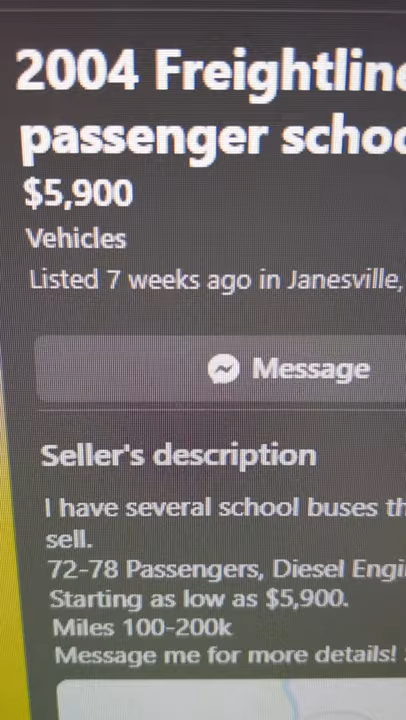 2004 Freightline
passenger schoo
$5,900
Vehicles
Listed 7 weeks ago in Janesville,
Message
Seller's description
I have several school buses th
sell.
72-78 Passengers, Diesel Engi
Starting as low as $5,900.
Miles 100-200k
Message me for more details!